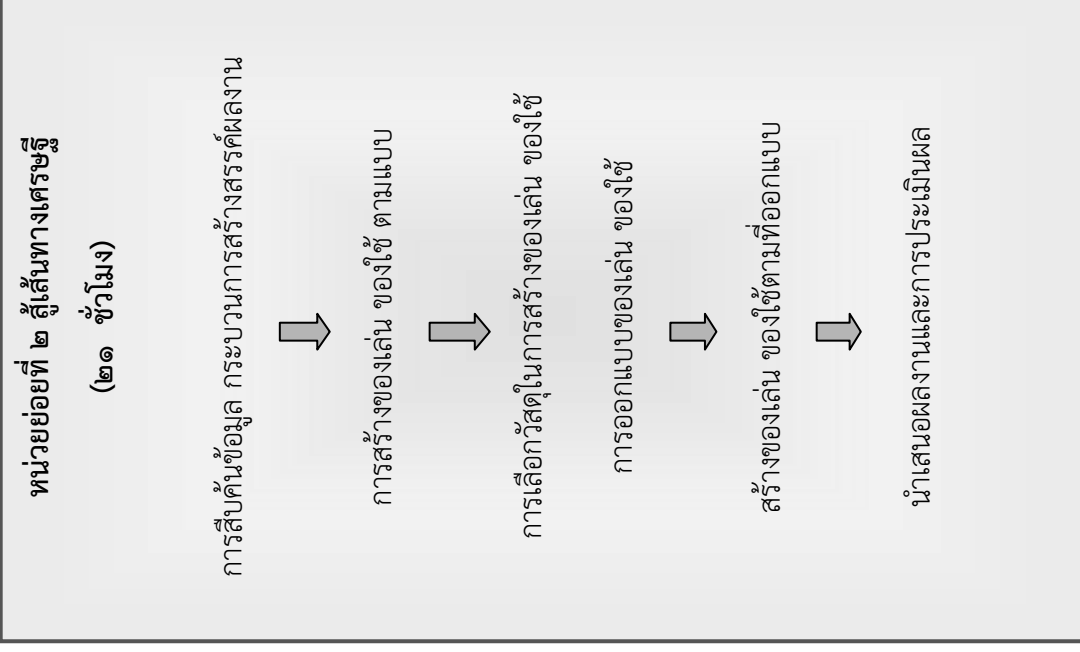 หน่วยย่อยที่ ๒ สู้เส้นทางเศรษฐี
(๒๑ ชั่วโมง)
การสืบค้นข้อมูล กระบวนการสร้างสรรค์ผลงาน
การสร้างของเล่น ของใช้ ตามแบบ
การเลือกวัสดุในการสร้างของเล่น ของใช้
การออกแบบของเล่น ของใช้
สร้างของเล่น ของใช้ตามที่ออกแบบ
นำเสนอผลงานและการประเมินผล